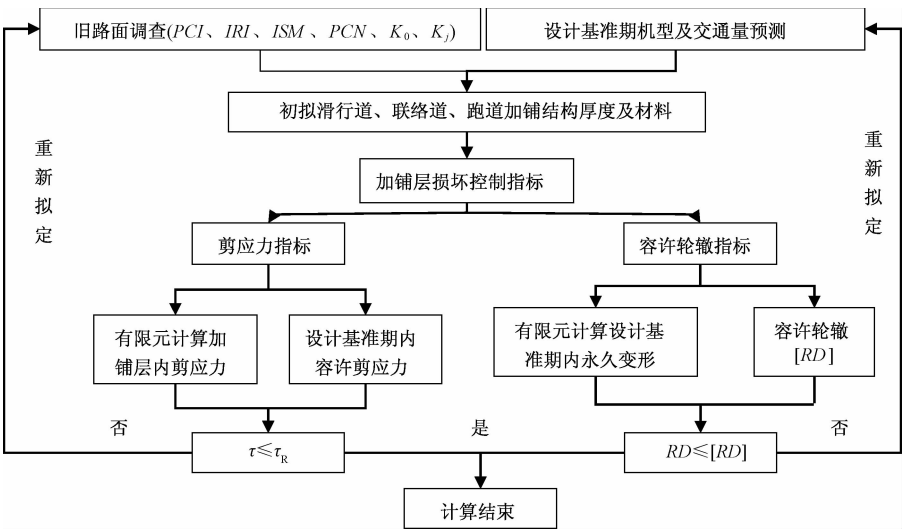 旧路面调查(PCI、IRI、ISM、PCN、K₀、Kⱼ)
设计基准期机型及交通量预测
初拟滑行道、联络道、跑道加铺结构厚度及材料
重新拟定
重新拟定
加铺层损坏控制指标
剪应力指标
容许轮辙指标
有限元计算加
铺层内剪应力
设计基准期内
容许剪应力
有限元计算设计基
准期内永久变形
容许轮辙
[RD]
否
是
否
τ≤τR
RD≤[RD]
计算结束